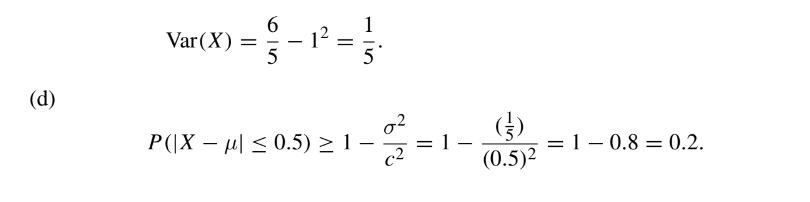 Var(X) = 6/5 − 1² = 1/5.
(d)
P(|X − μ| ≤ 0.5) ≥ 1 − σ²/c² = 1 − (1/5)/(0.5)² = 1 − 0.8 = 0.2.